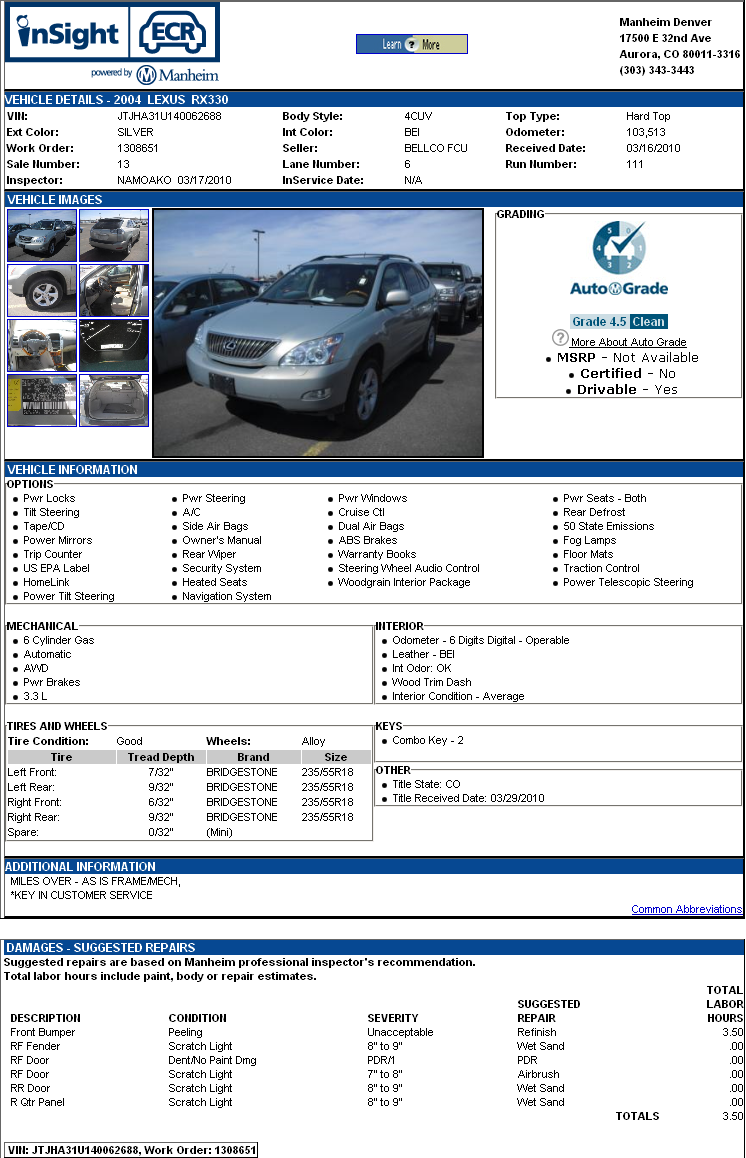 inSight ECR
powered by Manheim
Learn ? More
Manheim Denver
17500 E 32nd Ave
Aurora, CO 80011-3316
(303) 343-3443
VEHICLE DETAILS - 2004 LEXUS RX330
VIN: JTJHA31U140062688 Body Style: 4CUV Top Type: Hard Top
Ext Color: SILVER Int Color: BEI Odometer: 103,513
Work Order: 1308651 Seller: BELLCO FCU Received Date: 03/16/2010
Sale Number: 13 Lane Number: 6 Run Number: 111
Inspector: NAMOAKO 03/17/2010 InService Date: N/A
VEHICLE IMAGES
GRADING
5 4 3 2
AutoGrade
Grade 4.5 Clean
? More About Auto Grade
• MSRP - Not Available
• Certified - No
• Drivable - Yes
VEHICLE INFORMATION
OPTIONS
• Pwr Locks • Pwr Steering • Pwr Windows • Pwr Seats - Both
• Tilt Steering • A/C • Cruise Ctl • Rear Defrost
• Tape/CD • Side Air Bags • Dual Air Bags • 50 State Emissions
• Power Mirrors • Owner's Manual • ABS Brakes • Fog Lamps
• Trip Counter • Rear Wiper • Warranty Books • Floor Mats
• US EPA Label • Security System • Steering Wheel Audio Control • Traction Control
• HomeLink • Heated Seats • Woodgrain Interior Package • Power Telescopic Steering
• Power Tilt Steering • Navigation System
MECHANICAL
• 6 Cylinder Gas
• Automatic
• AWD
• Pwr Brakes
• 3.3 L
INTERIOR
• Odometer - 6 Digits Digital - Operable
• Leather - BEI
• Int Odor: OK
• Wood Trim Dash
• Interior Condition - Average
TIRES AND WHEELS
Tire Condition: Good Wheels: Alloy
Tire Tread Depth Brand Size
Left Front: 7/32" BRIDGESTONE 235/55R18
Left Rear: 9/32" BRIDGESTONE 235/55R18
Right Front: 6/32" BRIDGESTONE 235/55R18
Right Rear: 9/32" BRIDGESTONE 235/55R18
Spare: 0/32" (Mini)
KEYS
• Combo Key - 2
OTHER
• Title State: CO
• Title Received Date: 03/29/2010
ADDITIONAL INFORMATION
MILES OVER - AS IS FRAME/MECH,
*KEY IN CUSTOMER SERVICE
Common Abbreviations
DAMAGES - SUGGESTED REPAIRS
Suggested repairs are based on Manheim professional inspector's recommendation.
Total labor hours include paint, body or repair estimates.
DESCRIPTION CONDITION SEVERITY SUGGESTED REPAIR TOTAL LABOR HOURS
Front Bumper Peeling Unacceptable Refinish 3.50
RF Fender Scratch Light 8" to 9" Wet Sand .00
RF Door Dent/No Paint Dmg PDR/1 PDR .00
RF Door Scratch Light 7" to 8" Airbrush .00
RR Door Scratch Light 8" to 9" Wet Sand .00
R Qtr Panel Scratch Light 8" to 9" Wet Sand .00
TOTALS 3.50
VIN: JTJHA31U140062688, Work Order: 1308651